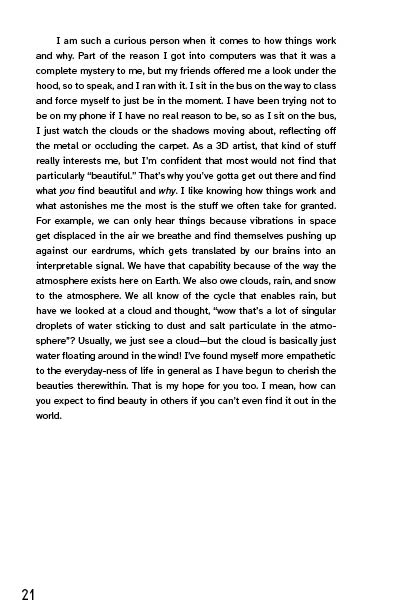 I am such a curious person when it comes to how things work
and why. Part of the reason I got into computers was that it was a
complete mystery to me, but my friends offered me a look under the
hood, so to speak, and I ran with it. I sit in the bus on the way to class
and force myself to just be in the moment. I have been trying not to
be on my phone if I have no real reason to be, so as I sit on the bus,
I just watch the clouds or the shadows moving about, reflecting off
the metal or occluding the carpet. As a 3D artist, that kind of stuff
really interests me, but I’m confident that most would not find that
particularly “beautiful.” That’s why you’ve gotta get out there and find
what you find beautiful and why. I like knowing how things work and
what astonishes me the most is the stuff we often take for granted.
For example, we can only hear things because vibrations in space
get displaced in the air we breathe and find themselves pushing up
against our eardrums, which gets translated by our brains into an
interpretable signal. We have that capability because of the way the
atmosphere exists here on Earth. We also owe clouds, rain, and snow
to the atmosphere. We all know of the cycle that enables rain, but
have we looked at a cloud and thought, “wow that’s a lot of singular
droplets of water sticking to dust and salt particulate in the atmo-
sphere”? Usually, we just see a cloud—but the cloud is basically just
water floating around in the wind! I’ve found myself more empathetic
to the everyday-ness of life in general as I have begun to cherish the
beauties therewithin. That is my hope for you too. I mean, how can
you expect to find beauty in others if you can’t even find it out in the
world.
21